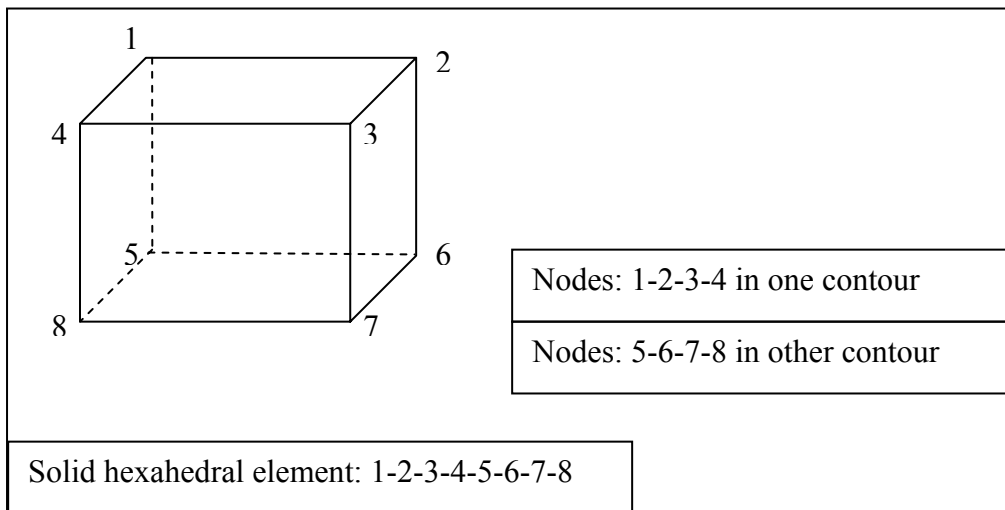 1
2
4
3
5
6
8
7
Nodes: 1-2-3-4 in one contour
Nodes: 5-6-7-8 in other contour
Solid hexahedral element: 1-2-3-4-5-6-7-8